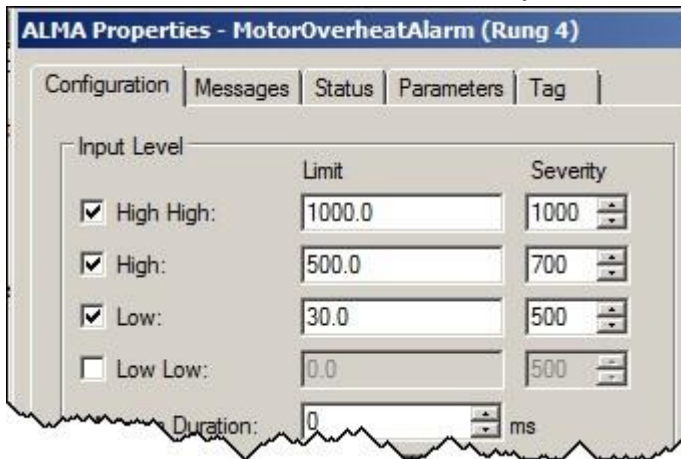 ALMA Properties - MotorOverheatAlarm (Rung 4)
Configuration Messages Status Parameters Tag
Input Level
Limit Severity
High High: 1000.0 1000
High: 500.0 700
Low: 30.0 500
Low Low: 0.0 500
Duration: 0 ms